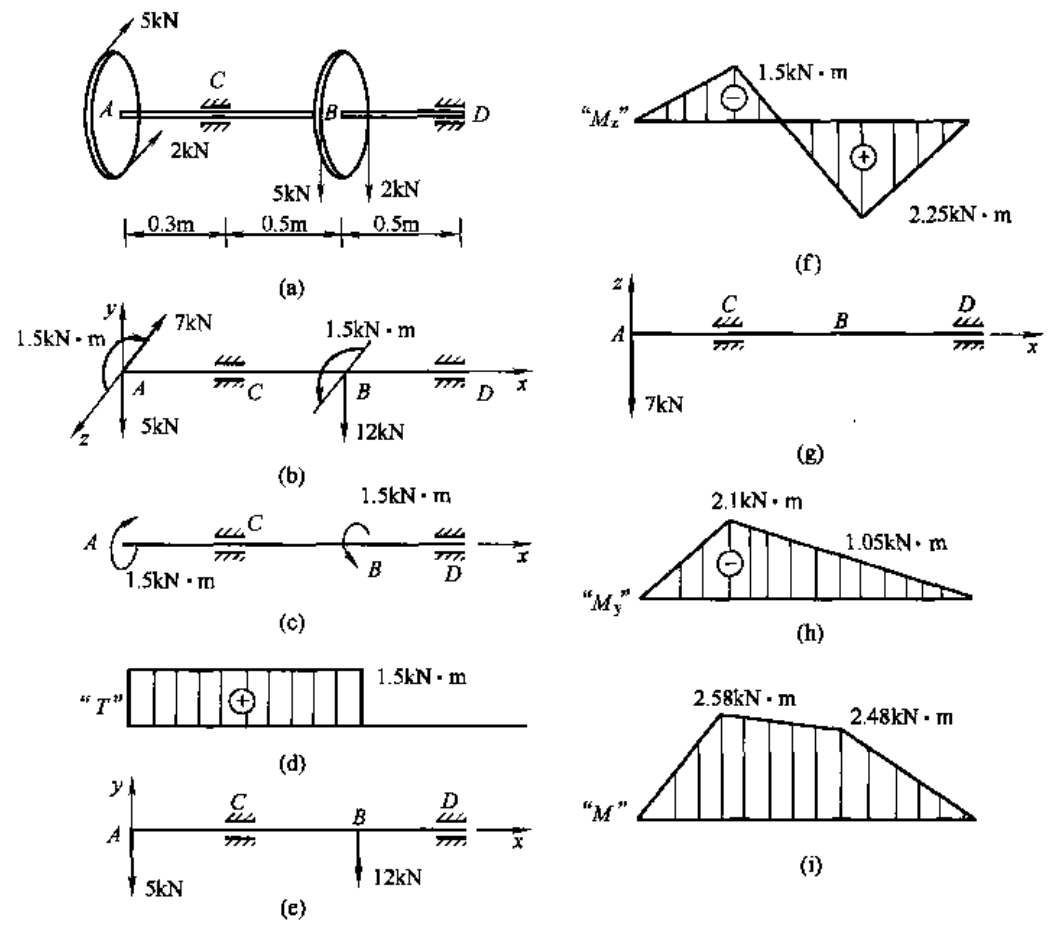 5kN
C
A
B
D
2kN
5kN
2kN
0.3m
0.5m
0.5m
(a)
y
1.5kN · m
7kN
1.5kN · m
A
C
B
D
x
z
5kN
12kN
(b)
1.5kN · m
A
C
x
1.5kN · m
B
D
(c)
"T"
+
1.5kN · m
(d)
y
C
B
D
A
x
5kN
12kN
(e)
1.5kN · m
"Mz"
−
+
2.25kN · m
(f)
z
C
B
D
A
x
7kN
(g)
2.1kN · m
1.05kN · m
−
"My"
(h)
2.58kN · m
2.48kN · m
"M"
(i)